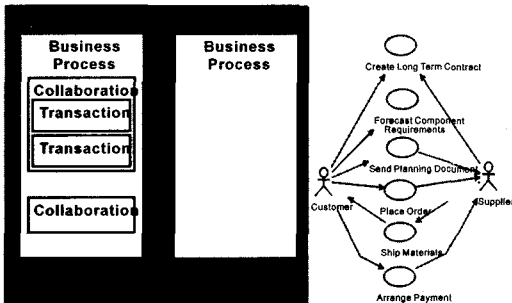 Business
Process
Collaboration
Transaction
Transaction
Collaboration
Business
Process
Create Long Term Contract
Forecast Component
Requirements
Send Planning Document
Customer
Supplier
Place Order
Ship Materials
Arrange Payment